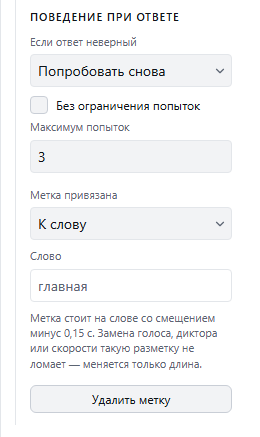 ПОВЕДЕНИЕ ПРИ ОТВЕТЕ
Если ответ неверный
Попробовать снова
Без ограничения попыток
Максимум попыток
3
Метка привязана
К слову
Слово
главная
Метка стоит на слове со смещением
минус 0,15 с. Замена голоса, диктора
или скорости такую разметку не
ломает — меняется только длина.
Удалить метку